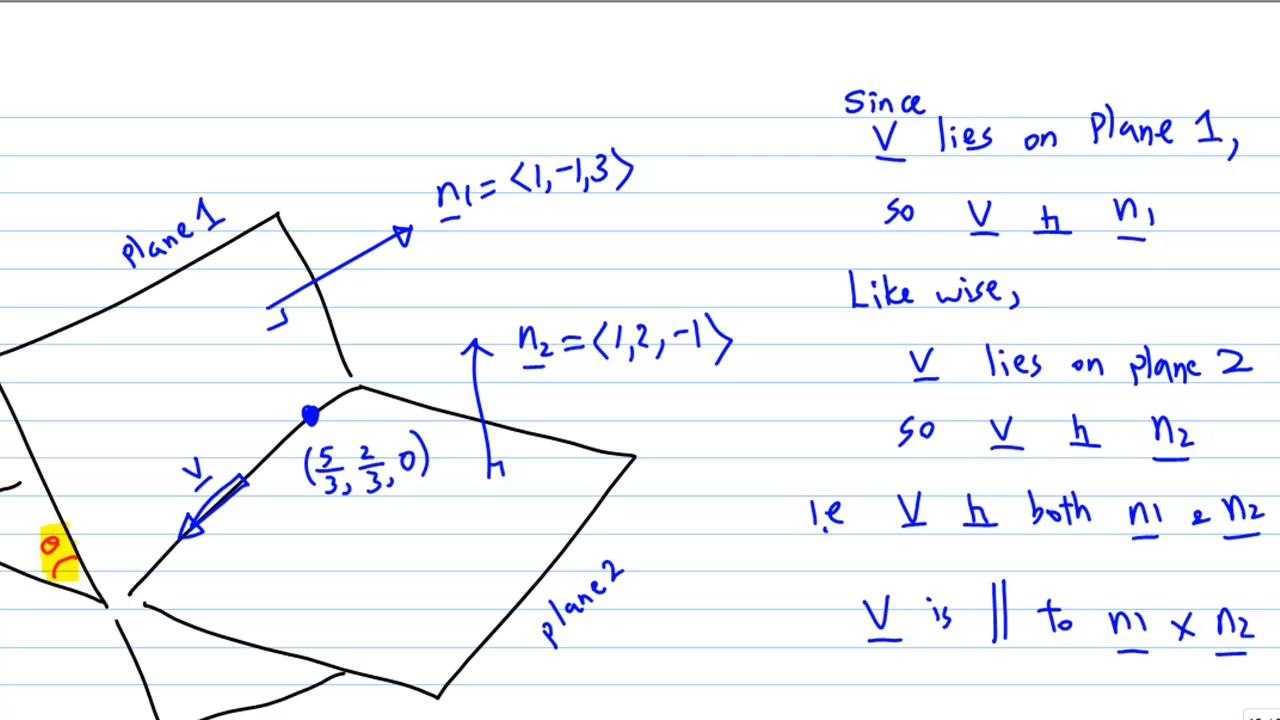 plane 1
n1 = ⟨1,-1,3⟩
n2 = ⟨1,2,-1⟩
(5/3, 2/3, 0)
v
θ
plane 2
Since
V lies on plane 1,
so V ⊥ n1
Like wise,
V lies on plane 2
so V ⊥ n2
i.e V ⊥ both n1 & n2
V is || to n1 × n2